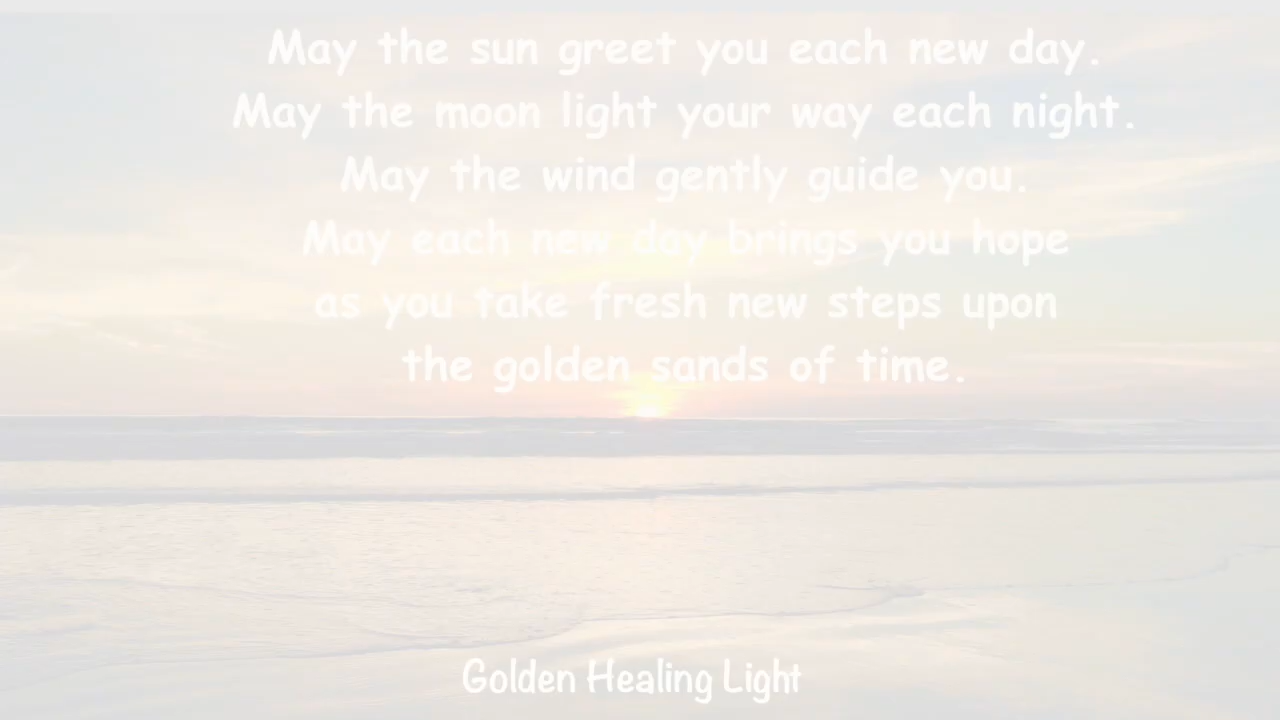 May the sun greet you each new day.
May the moon light your way each night.
May the wind gently guide you.
May each new day brings you hope
as you take fresh new steps upon
the golden sands of time.
Golden Healing Light